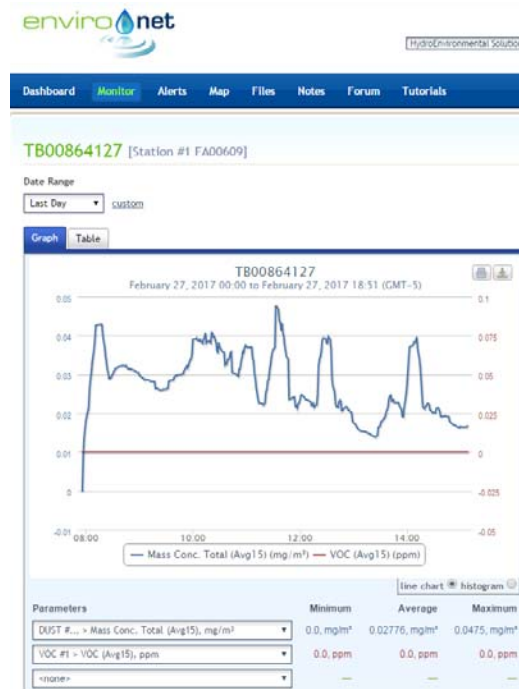 enviro net
HydroEnvironmental Solution
Dashboard Monitor Alerts Map Files Notes Forum Tutorials
TB00864127 [Station #1 FA00609]
Date Range
Last Day custom
Graph Table
TB00864127
February 27, 2017 00:00 to February 27, 2017 18:51 (GMT-5)
0.05 0.1
0.04 0.075
0.03 0.05
0.02 0.025
0.01 0
0 -0.025
-0.01 -0.05
08:00 10:00 12:00 14:00
Mass Conc. Total (Avg15) (mg/m³) VOC (Avg15) (ppm)
line chart histogram
Parameters Minimum Average Maximum
DUST #... > Mass Conc. Total (Avg15), mg/m³ 0.0, mg/m³ 0.02776, mg/m³ 0.0475, mg/m³
VOC #1 > VOC (Avg15), ppm 0.0, ppm 0.0, ppm 0.0, ppm
<none> — — —